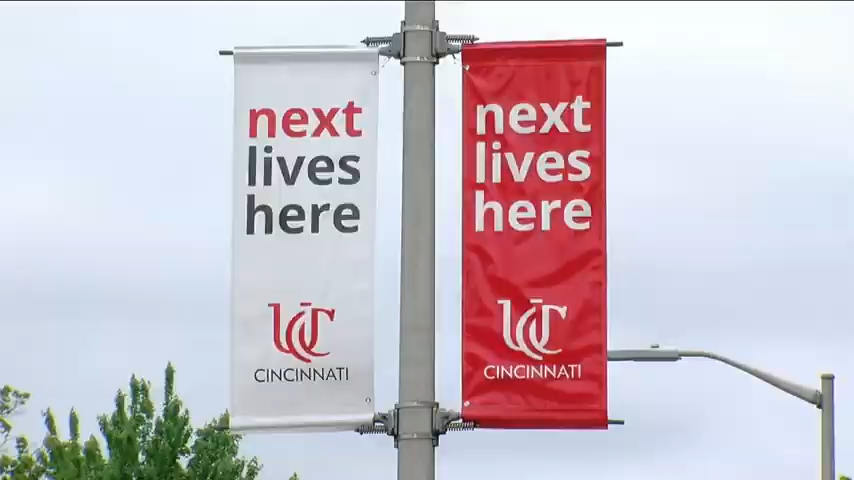 next
lives
here
UC
CINCINNATI
next
lives
here
UC
CINCINNATI